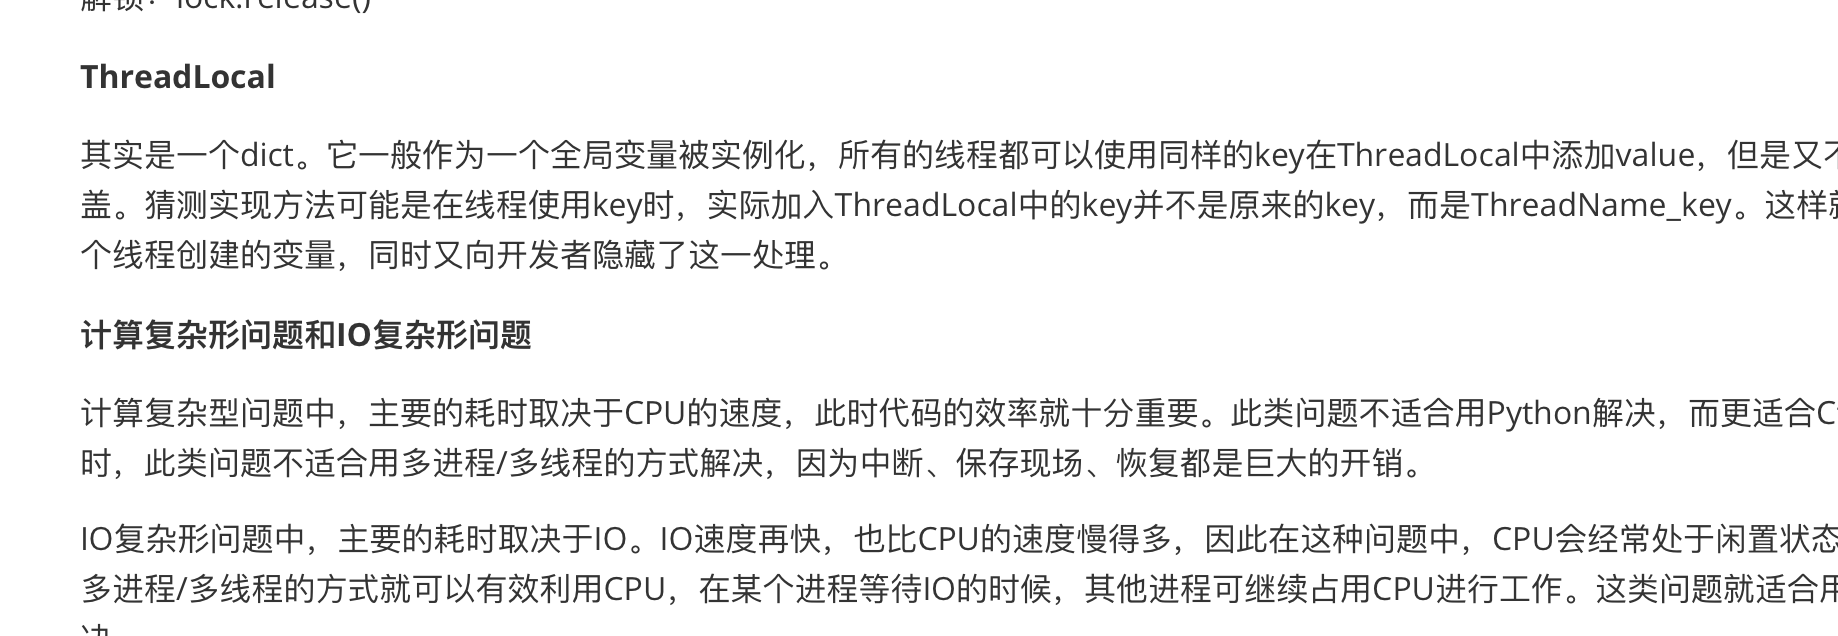 解锁：lock.release()
ThreadLocal
其实是一个dict。它一般作为一个全局变量被实例化，所有的线程都可以使用同样的key在ThreadLocal中添加value，但是又不
盖。猜测实现方法可能是在线程使用key时，实际加入ThreadLocal中的key并不是原来的key，而是ThreadName_key。这样就
个线程创建的变量，同时又向开发者隐藏了这一处理。
计算复杂形问题和IO复杂形问题
计算复杂型问题中，主要的耗时取决于CPU的速度，此时代码的效率就十分重要。此类问题不适合用Python解决，而更适合C
时，此类问题不适合用多进程/多线程的方式解决，因为中断、保存现场、恢复都是巨大的开销。
IO复杂形问题中，主要的耗时取决于IO。IO速度再快，也比CPU的速度慢得多，因此在这种问题中，CPU会经常处于闲置状态
多进程/多线程的方式就可以有效利用CPU，在某个进程等待IO的时候，其他进程可继续占用CPU进行工作。这类问题就适合用
决